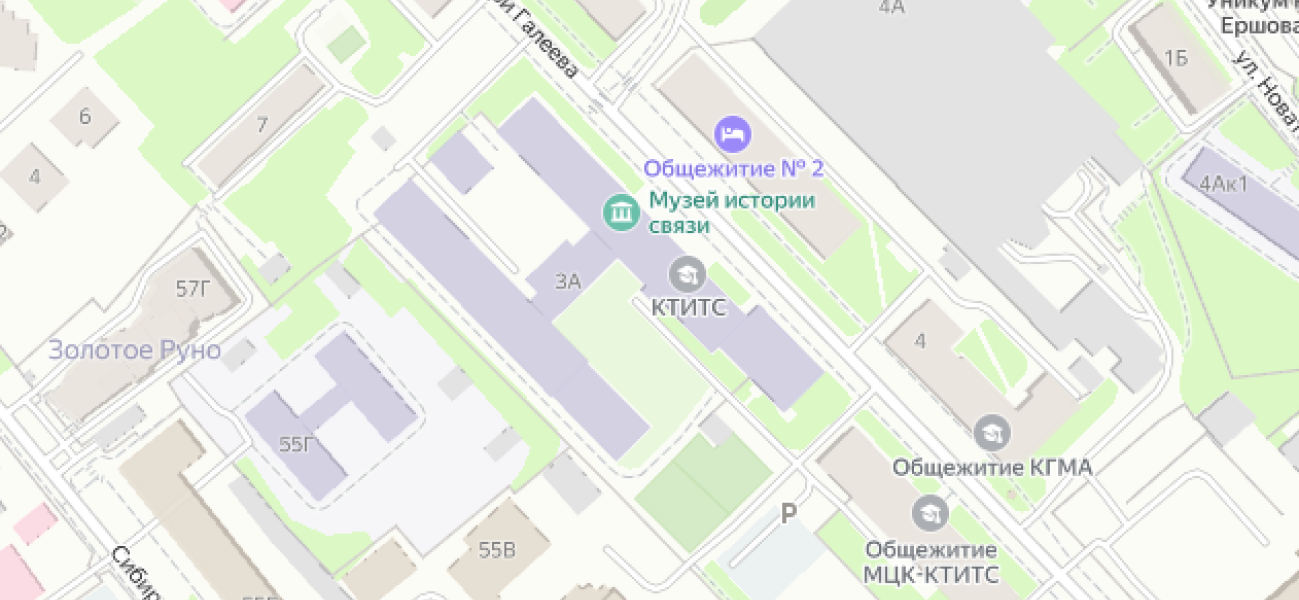 4А
Уникум
Ершова
ул. Новат
1Б
Галеева
6
7
4
Общежитие № 2
Музей истории
связи
4Ак1
3А
КТИТС
57Г
Золотое Руно
4
55Г
Общежитие КГМА
Р
Общежитие
МЦК-КТИТС
55В
Сибир